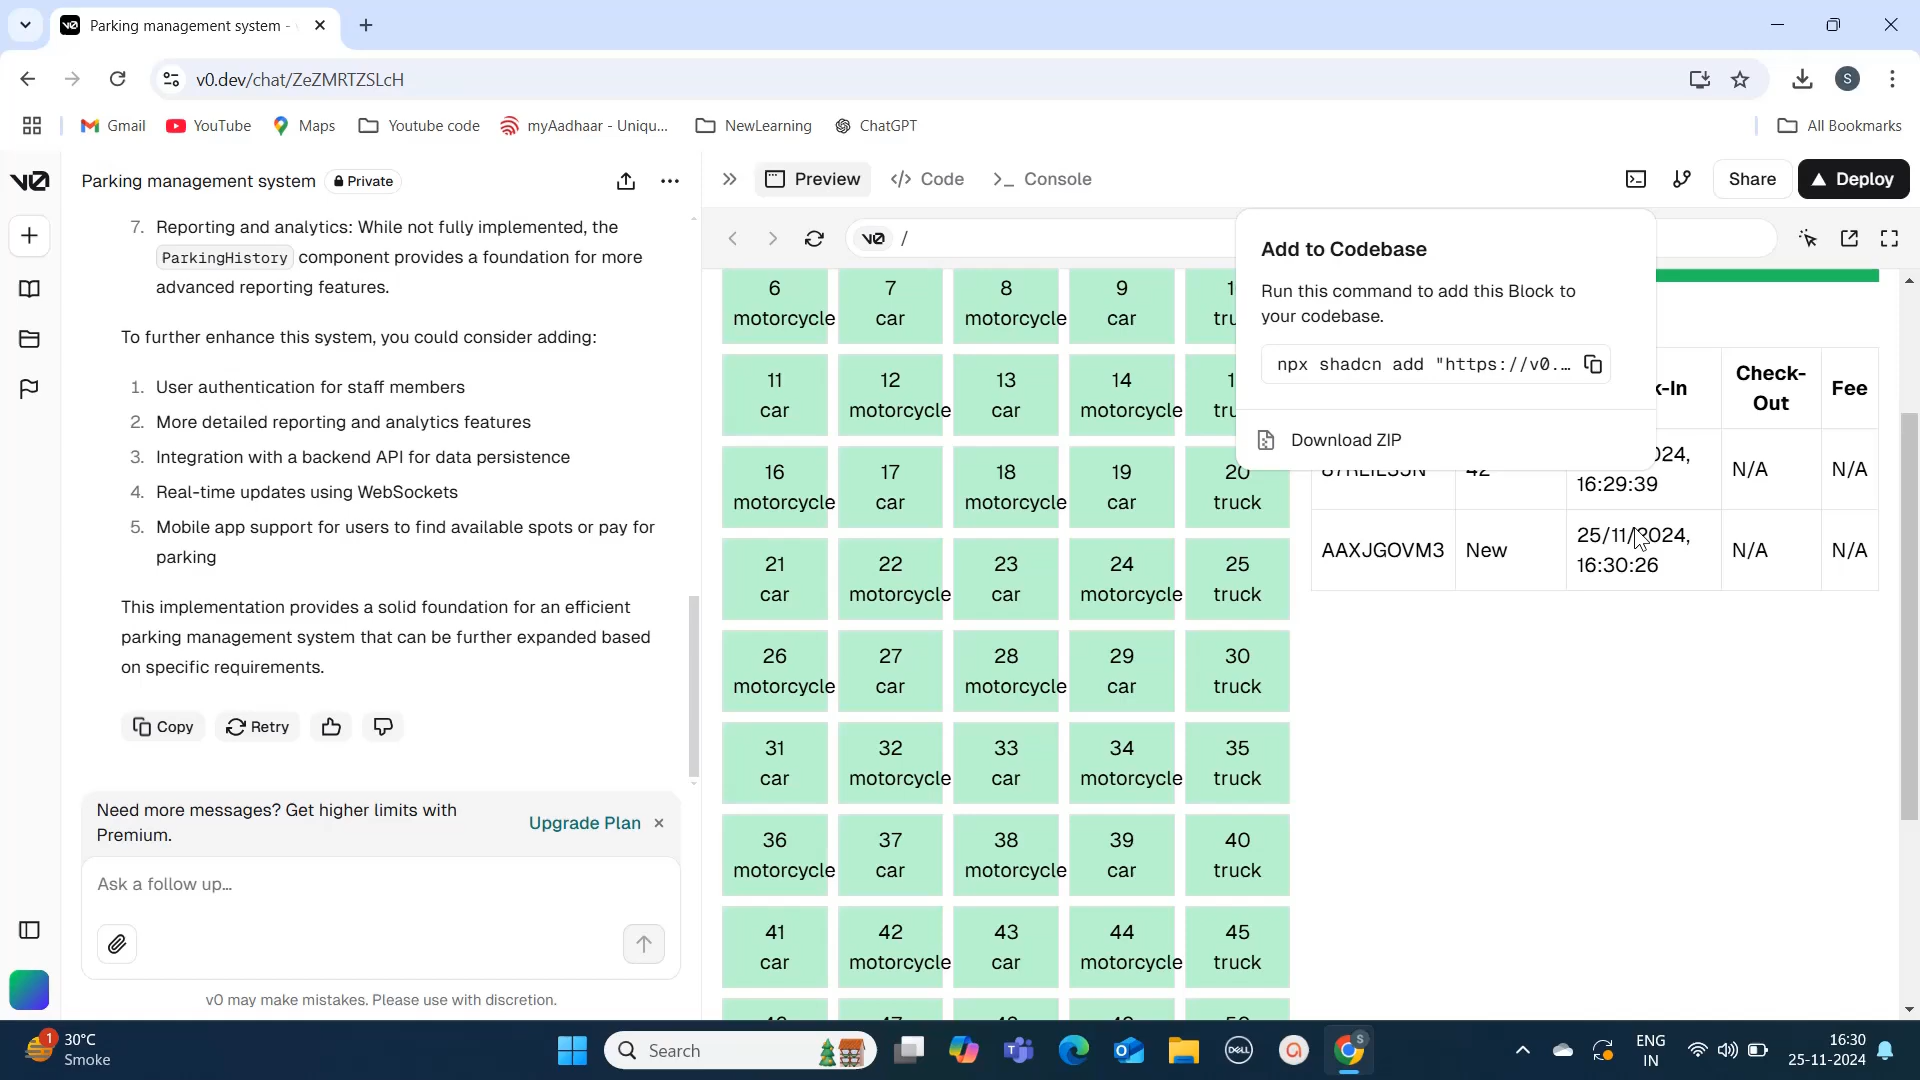 Parking management system -
v0.dev/chat/ZeZMRTZSLcH
S
Gmail
YouTube
Maps
Youtube code
myAadhaar - Uniqu...
NewLearning
ChatGPT
All Bookmarks
Parking management system
Private
Preview
Code
Console
Share
Deploy
7. Reporting and analytics: While not fully implemented, the
ParkingHistory component provides a foundation for more
advanced reporting features.
To further enhance this system, you could consider adding:
1. User authentication for staff members
2. More detailed reporting and analytics features
3. Integration with a backend API for data persistence
4. Real-time updates using WebSockets
5. Mobile app support for users to find available spots or pay for
parking
This implementation provides a solid foundation for an efficient
parking management system that can be further expanded based
on specific requirements.
Copy
Retry
Need more messages? Get higher limits with
Premium.
Upgrade Plan
Ask a follow up...
v0 may make mistakes. Please use with discretion.
v0 /
Add to Codebase
Run this command to add this Block to
your codebase.
npx shadcn add "https://v0....
Download ZIP
6 7 8 9
motorcycle car motorcycle car
11 12 13 14
car motorcycle car motorcycle
16 17 18 19 20
motorcycle car motorcycle car truck
21 22 23 24 25
car motorcycle car motorcycle truck
26 27 28 29 30
motorcycle car motorcycle car truck
31 32 33 34 35
car motorcycle car motorcycle truck
36 37 38 39 40
motorcycle car motorcycle car truck
41 42 43 44 45
car motorcycle car motorcycle truck
k-In
Check-
Out
Fee
024,
16:29:39
N/A
N/A
AAXJGOVM3
New
25/11/2024,
16:30:26
N/A
N/A
1
30°C
Smoke
Search
DELL
ENG
IN
16:30
25-11-2024